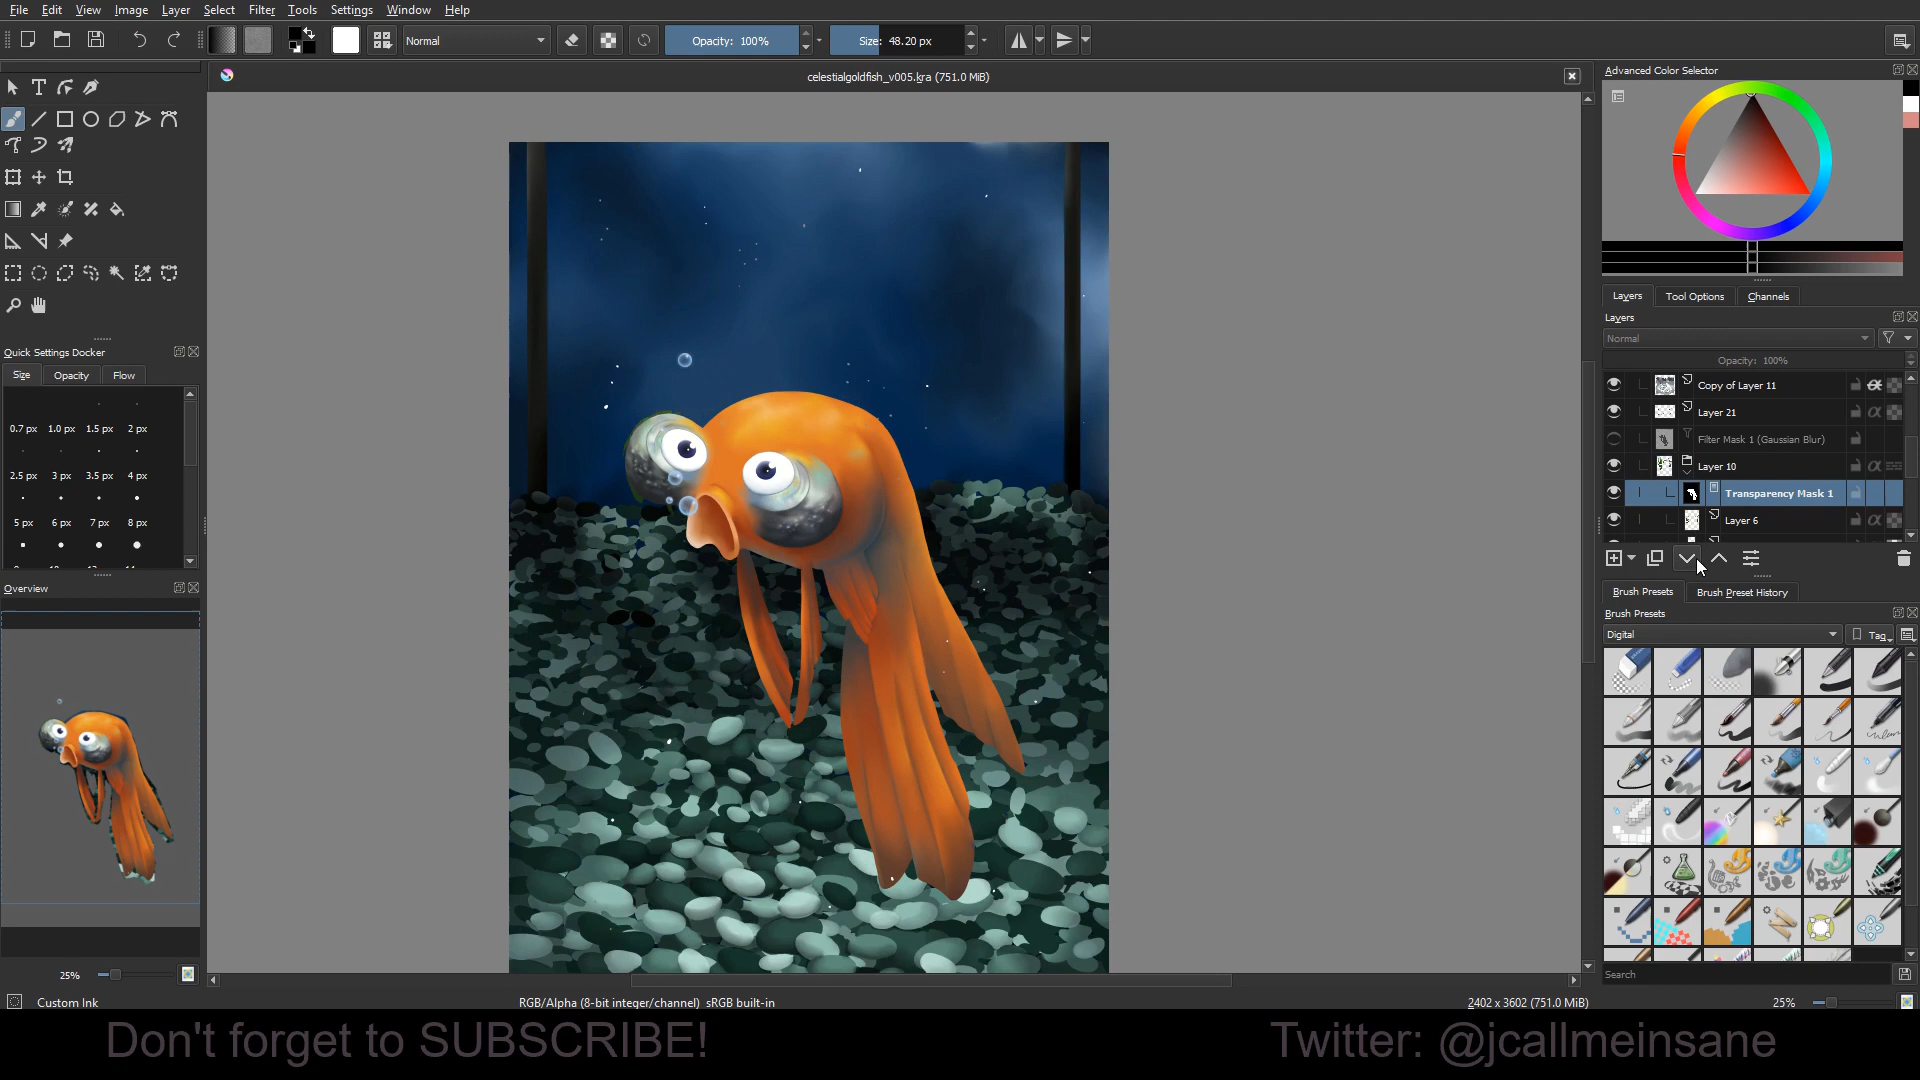 File Edit View Image Layer Select Filter Tools Settings Window Help
Normal
Opacity: 100%
Size: 48.20 px
celestialgoldfish_v005.kra (751.0 MiB)
Advanced Color Selector
Layers Tool Options Channels
Layers
Normal
Opacity: 100%
Copy of Layer 11
Layer 21
Filter Mask 1 (Gaussian Blur)
Layer 10
Transparency Mask 1
Layer 6
Quick Settings Docker
Size Opacity Flow
0.7 px 1.0 px 1.5 px 2 px
2.5 px 3 px 3.5 px 4 px
5 px 6 px 7 px 8 px
Overview
25%
Brush Presets Brush Preset History
Brush Presets
Digital
Tag
Search
Custom Ink
RGB/Alpha (8-bit integer/channel) sRGB built-in
2402 x 3602 (751.0 MiB)
25%
Don't forget to SUBSCRIBE!
Twitter: @jcallmeinsane